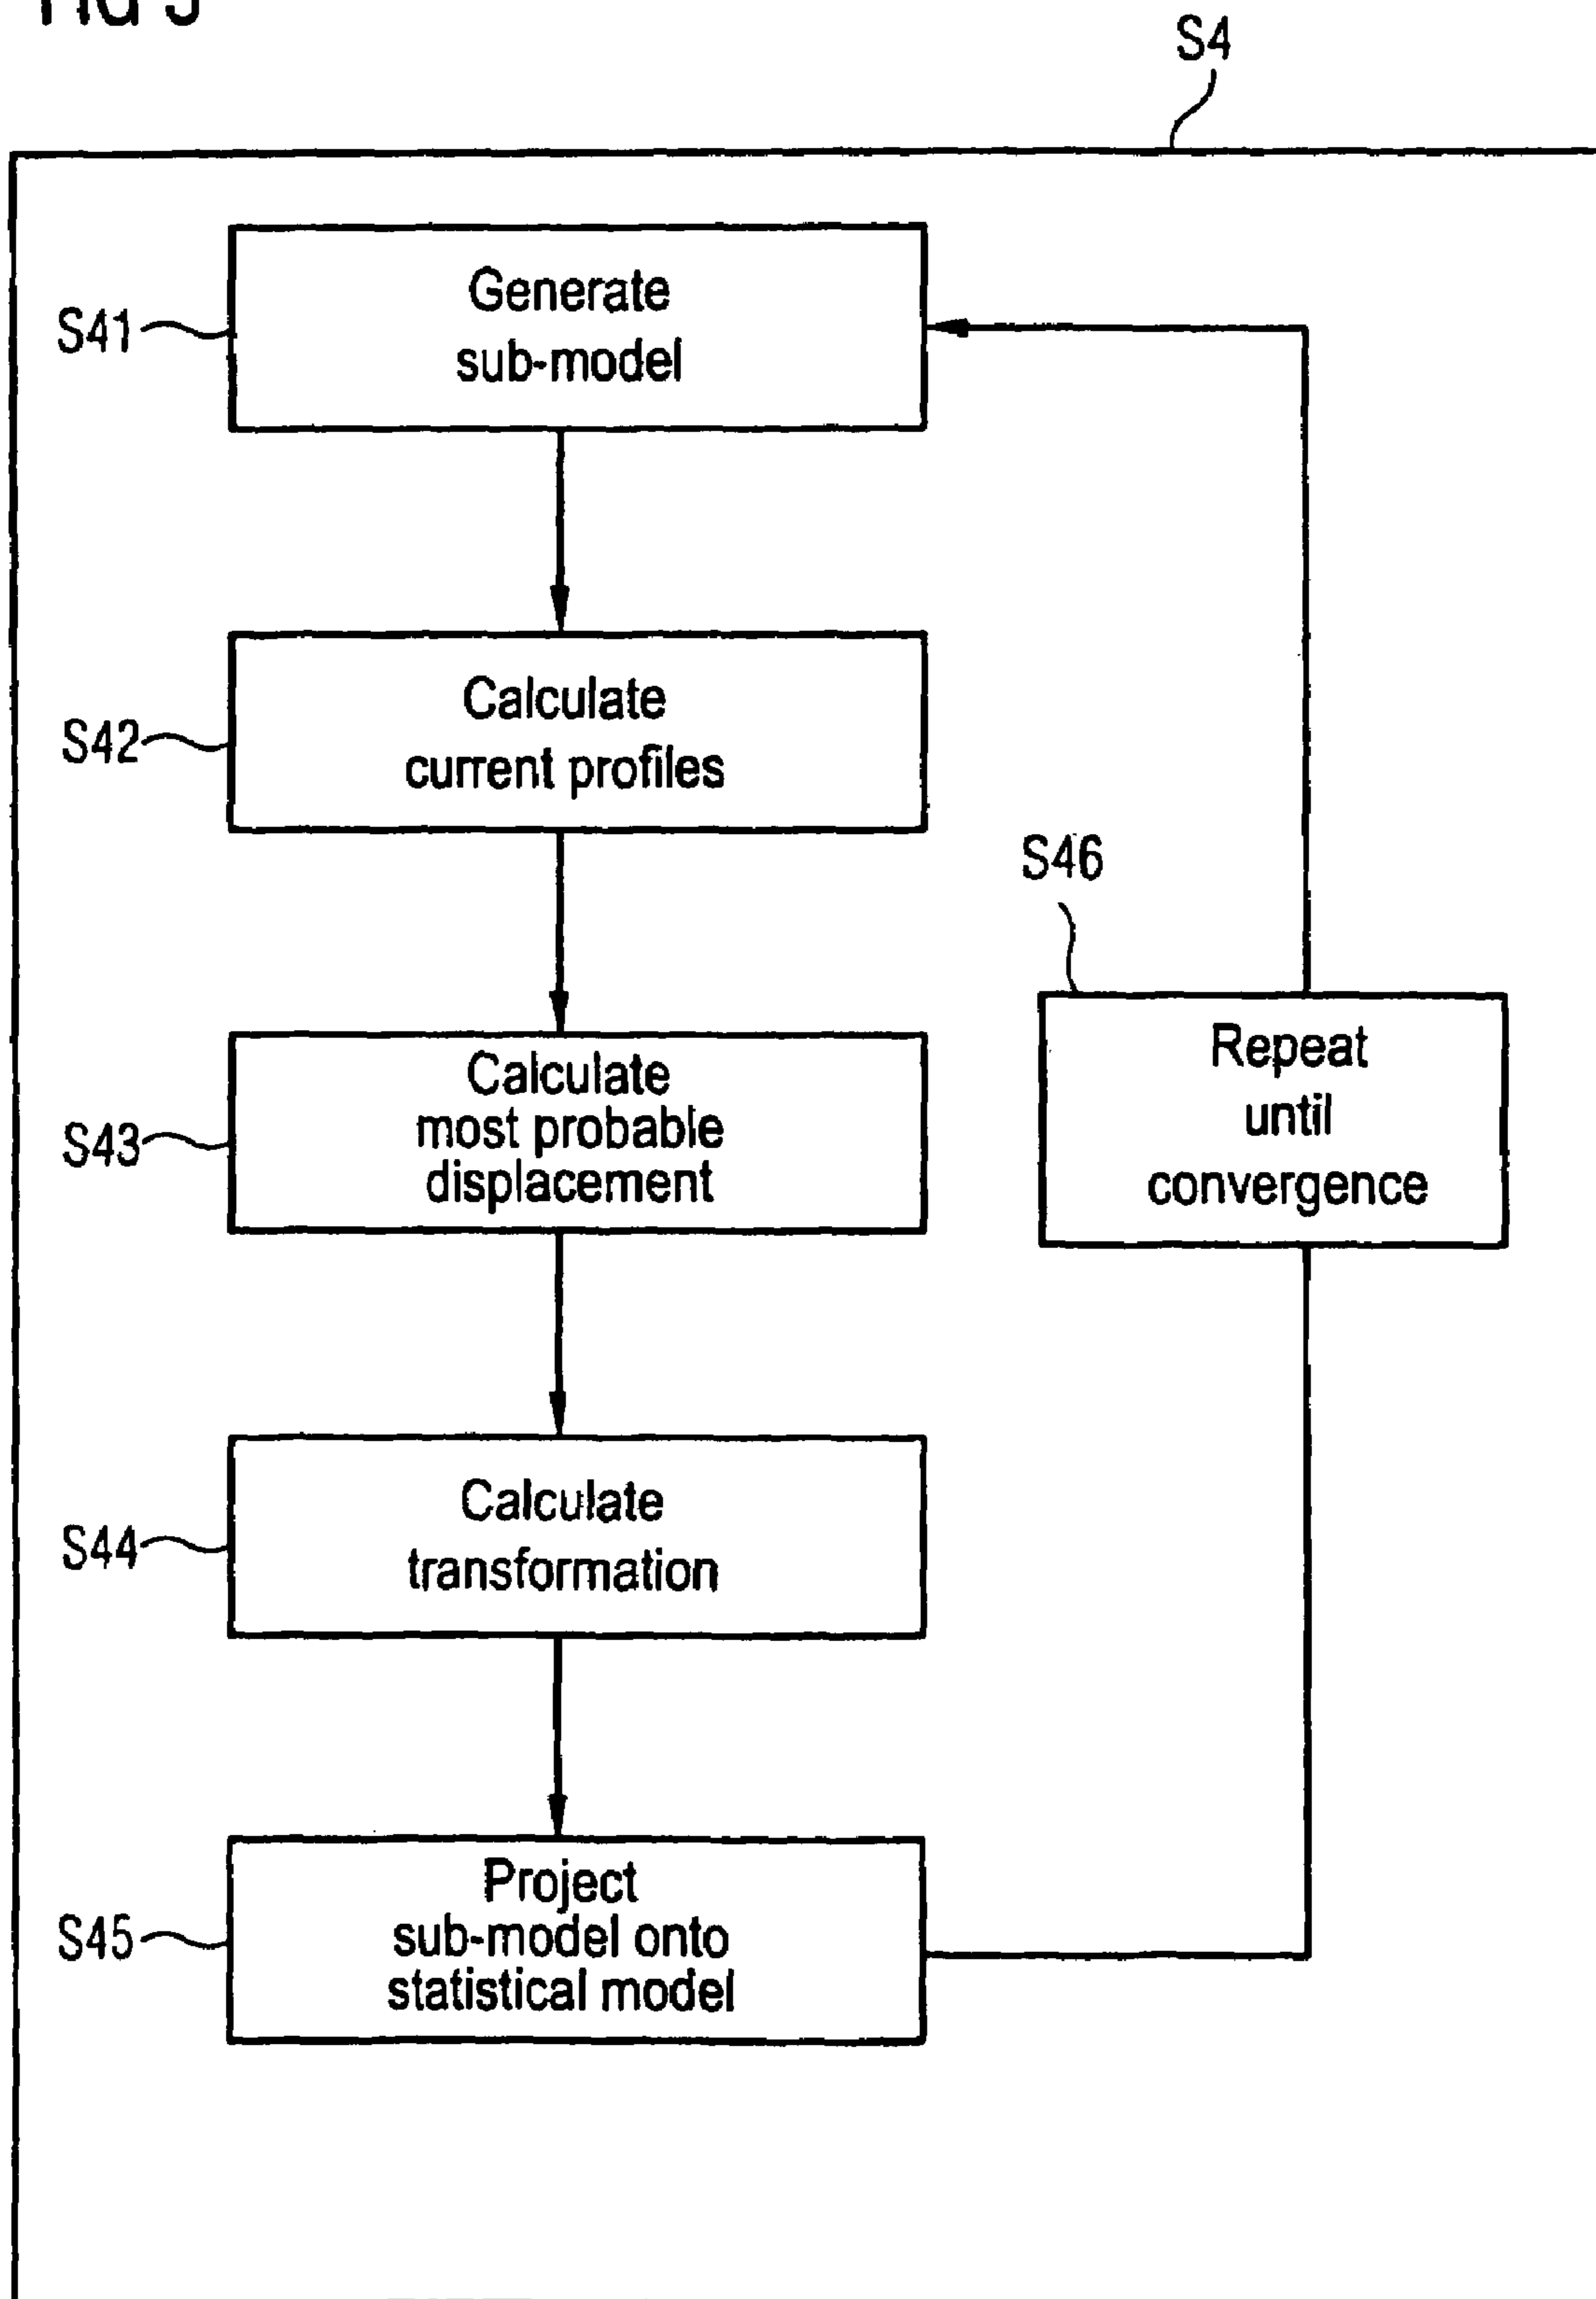 S4
S41
Generate
sub-model
S42
Calculate
current profiles
S46
Repeat
until
convergence
S43
Calculate
most probable
displacement
S44
Calculate
transformation
S45
Project
sub-model onto
statistical model